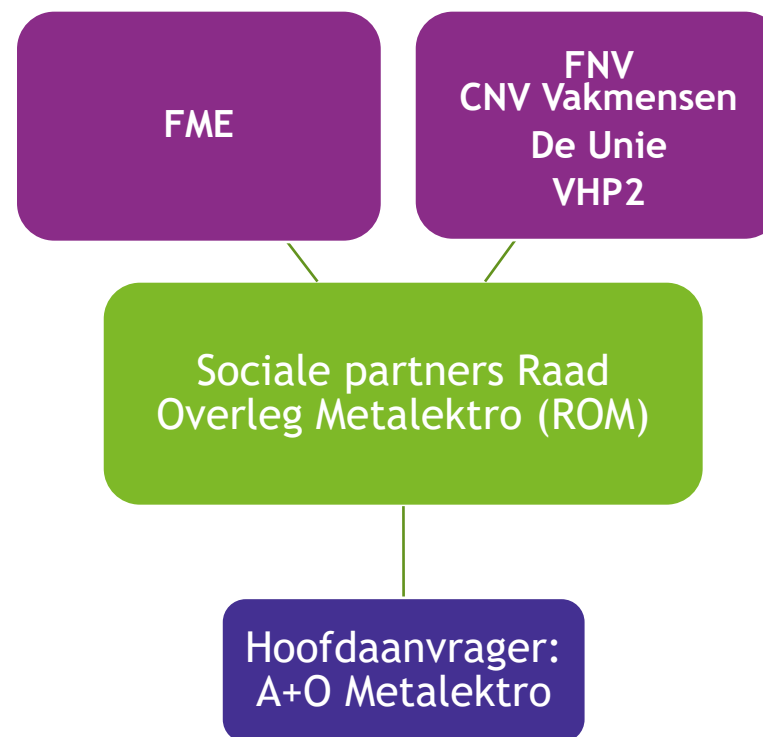 FME
FNV
CNV Vakmensen
De Unie
VHP2
Sociale partners Raad
Overleg Metalektro (ROM)
Hoofdaanvrager:
A+O Metalektro